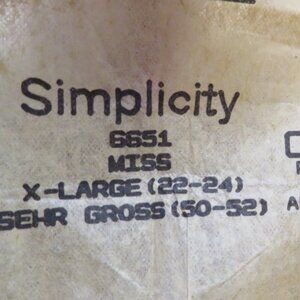 Simplicity
6651
MISS
X-LARGE (22-24)
SEHR GROSS (50-52)